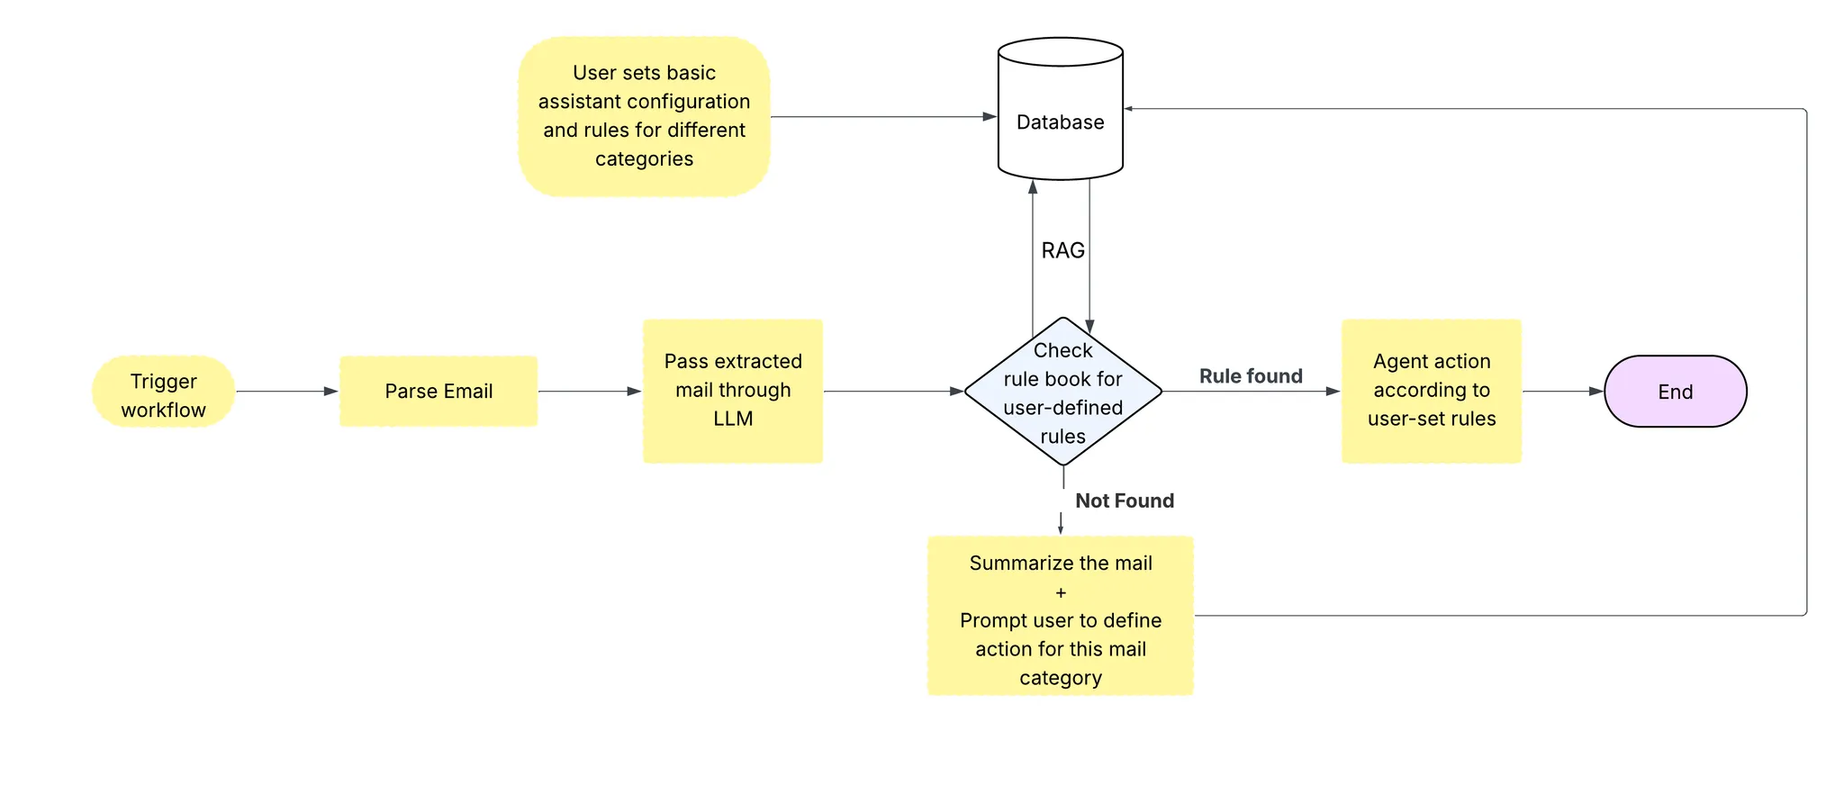 User sets basic
assistant configuration
and rules for different
categories
Database
RAG
Trigger
workflow
Parse Email
Pass extracted
mail through
LLM
Check
rule book for
user-defined
rules
Rule found
Agent action
according to
user-set rules
End
Not Found
Summarize the mail
+
Prompt user to define
action for this mail
category